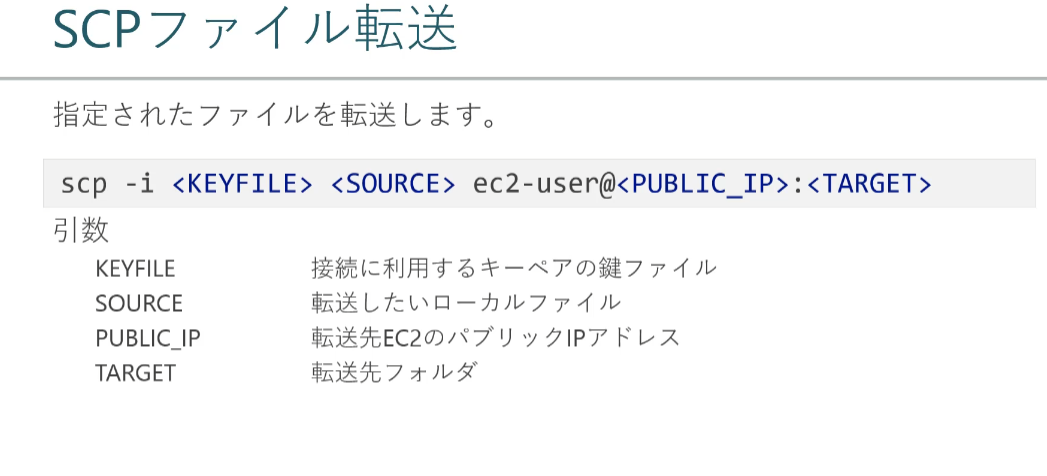 SCPファイル転送
指定されたファイルを転送します。
scp -i <KEYFILE> <SOURCE> ec2-user@<PUBLIC_IP>:<TARGET>
引数
KEYFILE 接続に利用するキーペアの鍵ファイル
SOURCE 転送したいローカルファイル
PUBLIC_IP 転送先EC2のパブリックIPアドレス
TARGET 転送先フォルダ